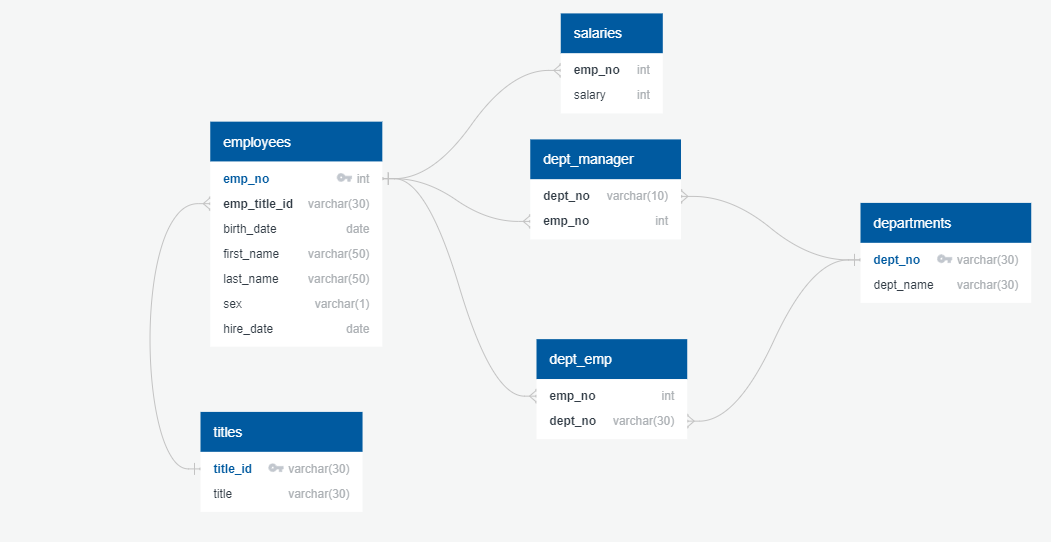 salaries
emp_no int
salary int
employees
emp_no int
emp_title_id varchar(30)
birth_date date
first_name varchar(50)
last_name varchar(50)
sex varchar(1)
hire_date date
dept_manager
dept_no varchar(10)
emp_no int
departments
dept_no varchar(30)
dept_name varchar(30)
dept_emp
emp_no int
dept_no varchar(30)
titles
title_id varchar(30)
title varchar(30)